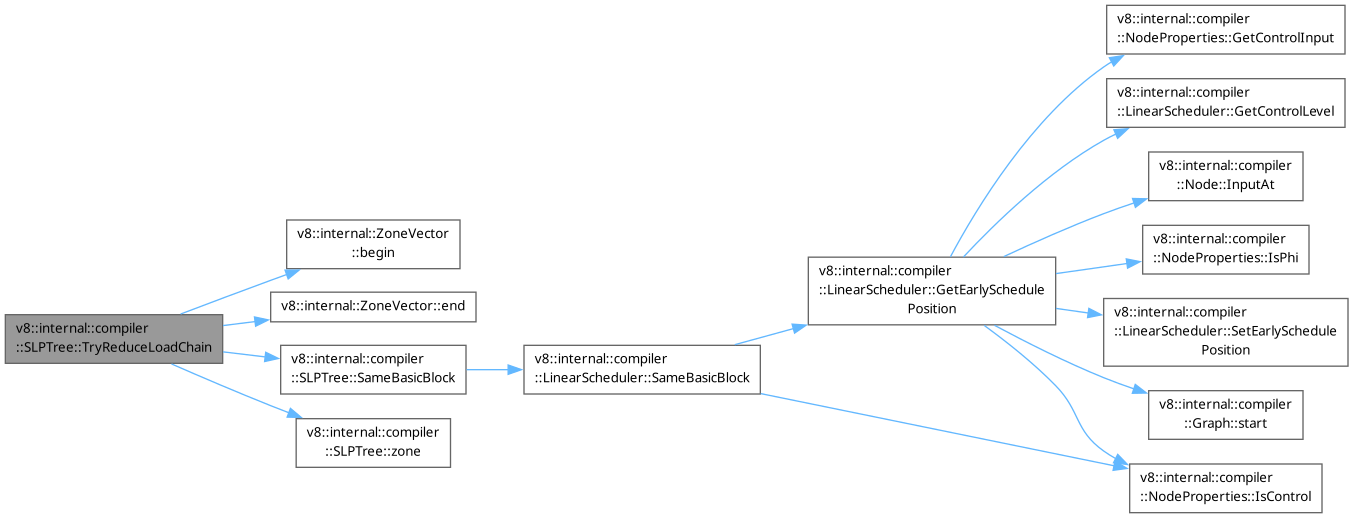 v8::internal::compiler
::SLPTree::TryReduceLoadChain
v8::internal::ZoneVector
::begin
v8::internal::ZoneVector::end
v8::internal::compiler
::SLPTree::SameBasicBlock
v8::internal::compiler
::SLPTree::zone
v8::internal::compiler
::LinearScheduler::SameBasicBlock
v8::internal::compiler
::LinearScheduler::GetEarlySchedule
Position
v8::internal::compiler
::NodeProperties::GetControlInput
v8::internal::compiler
::LinearScheduler::GetControlLevel
v8::internal::compiler
::Node::InputAt
v8::internal::compiler
::NodeProperties::IsPhi
v8::internal::compiler
::LinearScheduler::SetEarlySchedule
Position
v8::internal::compiler
::Graph::start
v8::internal::compiler
::NodeProperties::IsControl